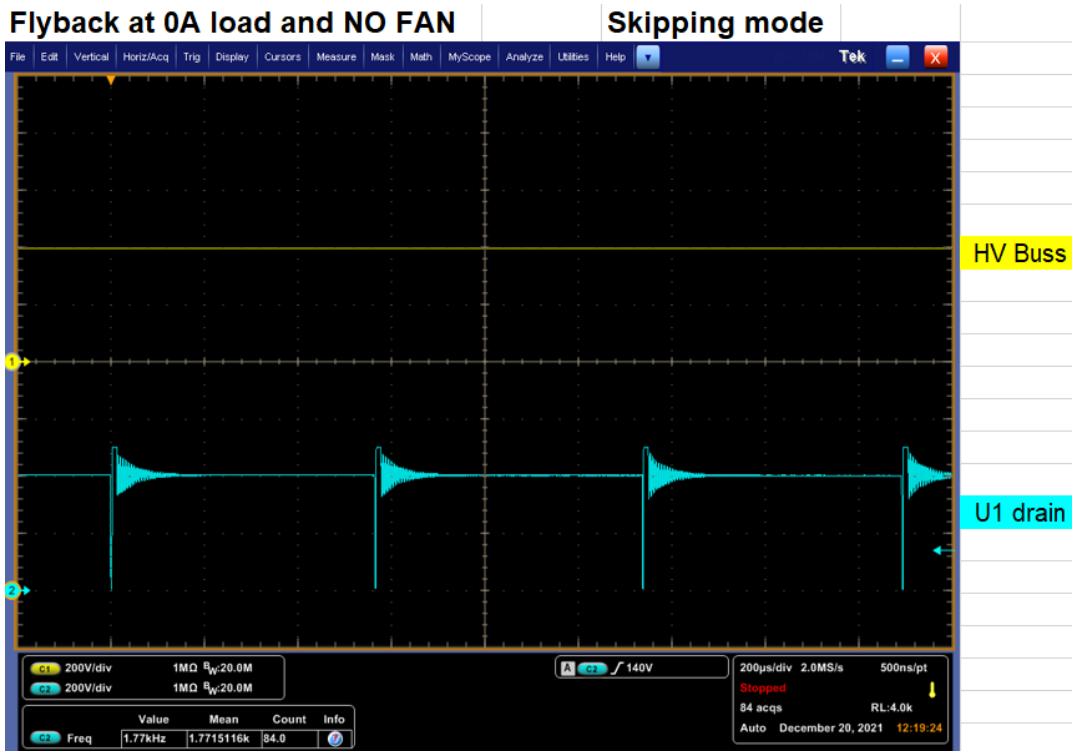 Flyback at 0A load and NO FAN Skipping mode
File Edit Vertical Horiz/Acq Trig Display Cursors Measure Mask Math MyScope Analyze Utilities Help Tek X
HV Buss
1
U1 drain
2
C1 200V/div 1MΩ BW:20.0M
C2 200V/div 1MΩ BW:20.0M
A C2 140V
200µs/div 2.0MS/s 500ns/pt
Stopped
84 acqs RL:4.0k
Auto December 20, 2021 12:19:24
Value Mean Count Info
C2 Freq 1.77kHz 1.7715116k 84.0